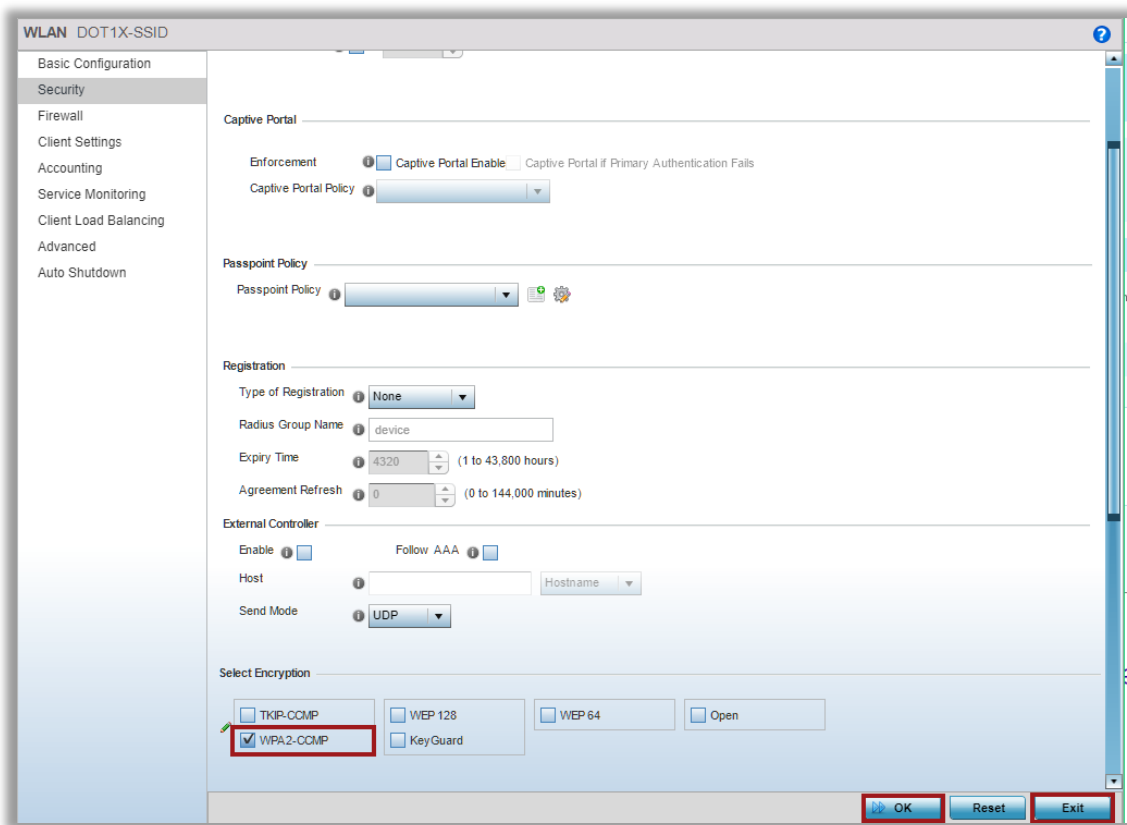 WLAN DOT1X-SSID
Basic Configuration
Security
Firewall
Client Settings
Accounting
Service Monitoring
Client Load Balancing
Advanced
Auto Shutdown
Captive Portal
Enforcement Captive Portal Enable Captive Portal if Primary Authentication Fails
Captive Portal Policy
Passpoint Policy
Passpoint Policy
Registration
Type of Registration None
Radius Group Name device
Expiry Time 4320 (1 to 43,800 hours)
Agreement Refresh 0 (0 to 144,000 minutes)
External Controller
Enable Follow AAA
Host Hostname
Send Mode UDP
Select Encryption
TKIP-CCMP WEP 128 WEP 64 Open
WPA2-CCMP KeyGuard
OK Reset Exit